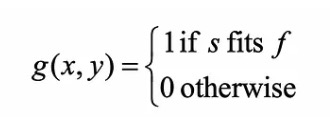 g(x, y) = { 1 if s fits f
0 otherwise